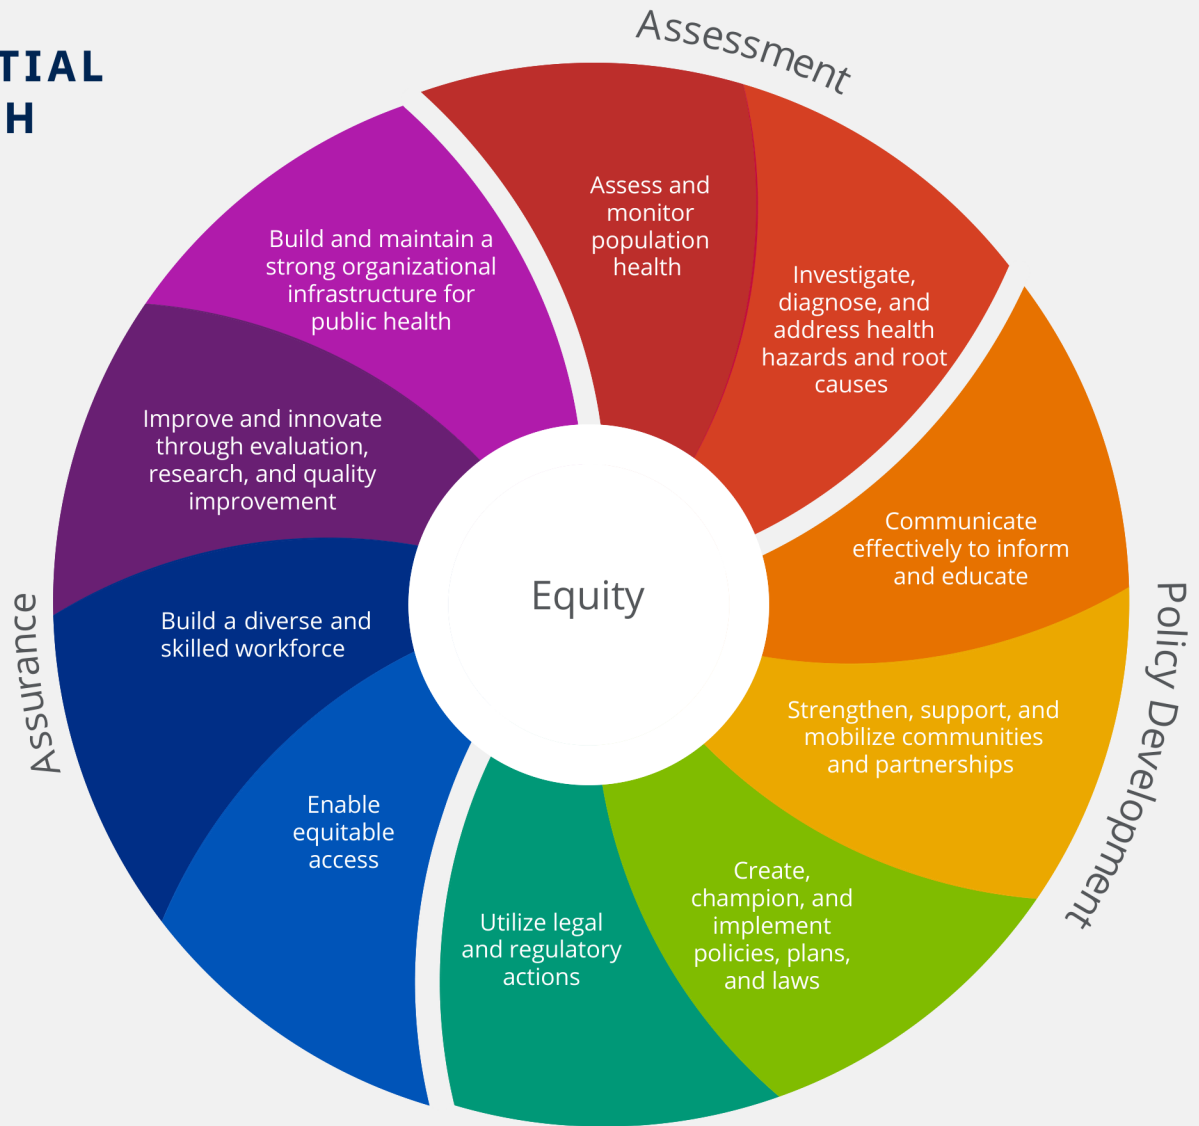 TIAL
H
Assessment
Assess and
monitor
population
health
Investigate,
diagnose, and
address health
hazards and root
causes
Policy Development
Communicate
effectively to inform
and educate
Strengthen, support, and
mobilize communities
and partnerships
Create,
champion, and
implement
policies, plans,
and laws
Utilize legal
and regulatory
actions
Assurance
Enable
equitable
access
Build a diverse and
skilled workforce
Improve and innovate
through evaluation,
research, and quality
improvement
Build and maintain a
strong organizational
infrastructure for
public health
Equity